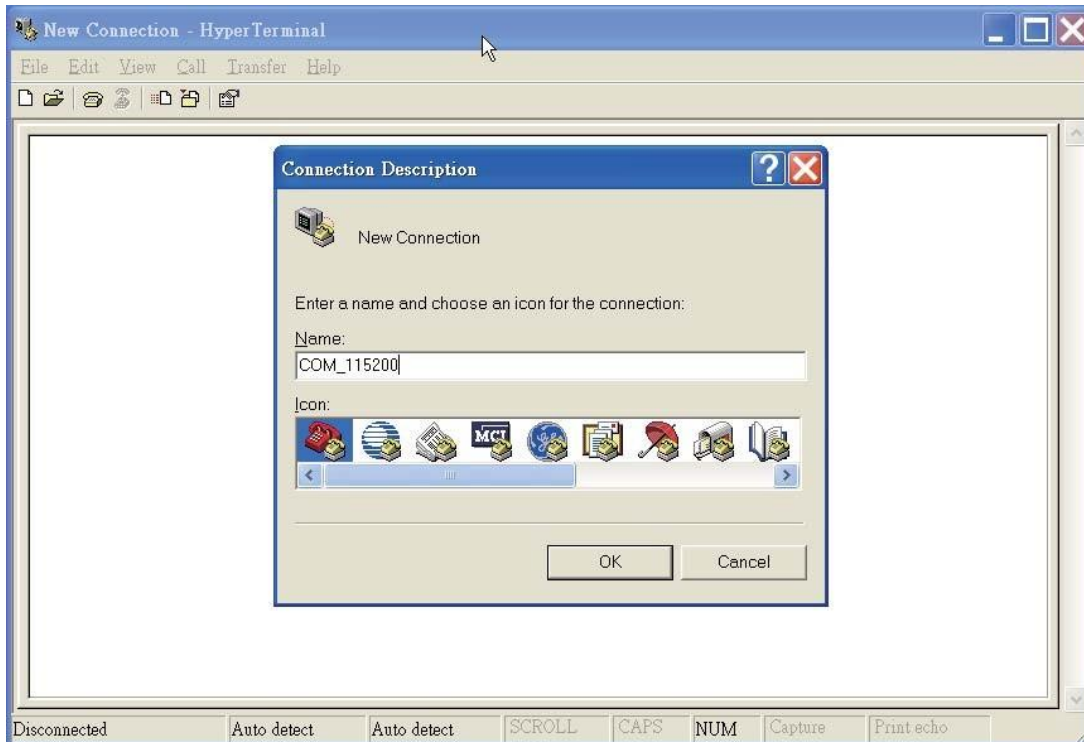 New Connection - HyperTerminal
File Edit View Call Transfer Help
Connection Description
New Connection
Enter a name and choose an icon for the connection:
Name:
COM_115200
Icon:
MCI
OK Cancel
Disconnected Auto detect Auto detect SCROLL CAPS NUM Capture Print echo